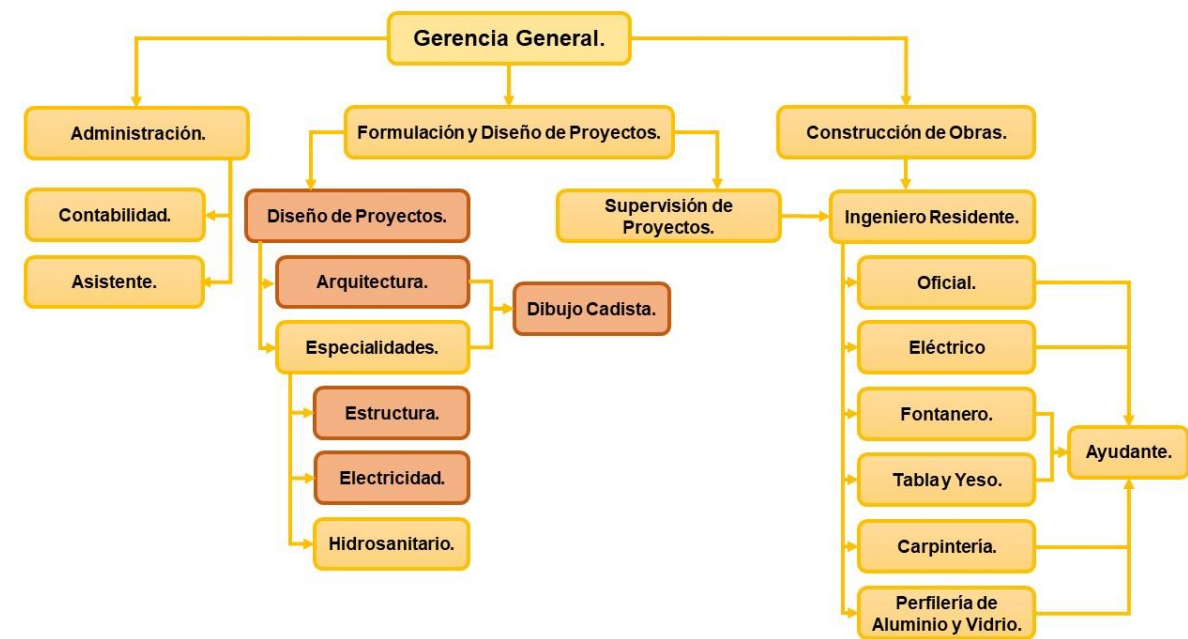 Gerencia General.
Administración.
Formulación y Diseño de Proyectos.
Construcción de Obras.
Contabilidad.
Diseño de Proyectos.
Supervisión de
Proyectos.
Ingeniero Residente.
Asistente.
Arquitectura.
Dibujo Cadista.
Oficial.
Especialidades.
Eléctrico
Estructura.
Fontanero.
Ayudante.
Electricidad.
Tabla y Yeso.
Hidrosanitario.
Carpintería.
Perfilería de
Aluminio y Vidrio.